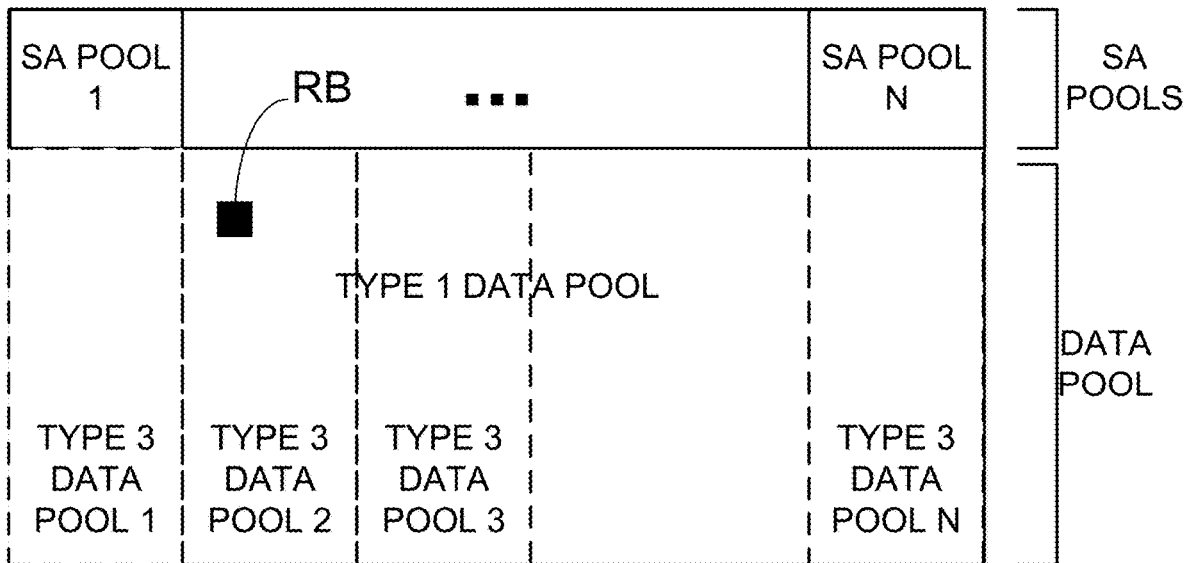 SA POOL
1
RB
...
SA POOL
N
SA
POOLS
TYPE 1 DATA POOL
DATA
POOL
TYPE 3
DATA
POOL 1
TYPE 3
DATA
POOL 2
TYPE 3
DATA
POOL 3
TYPE 3
DATA
POOL N